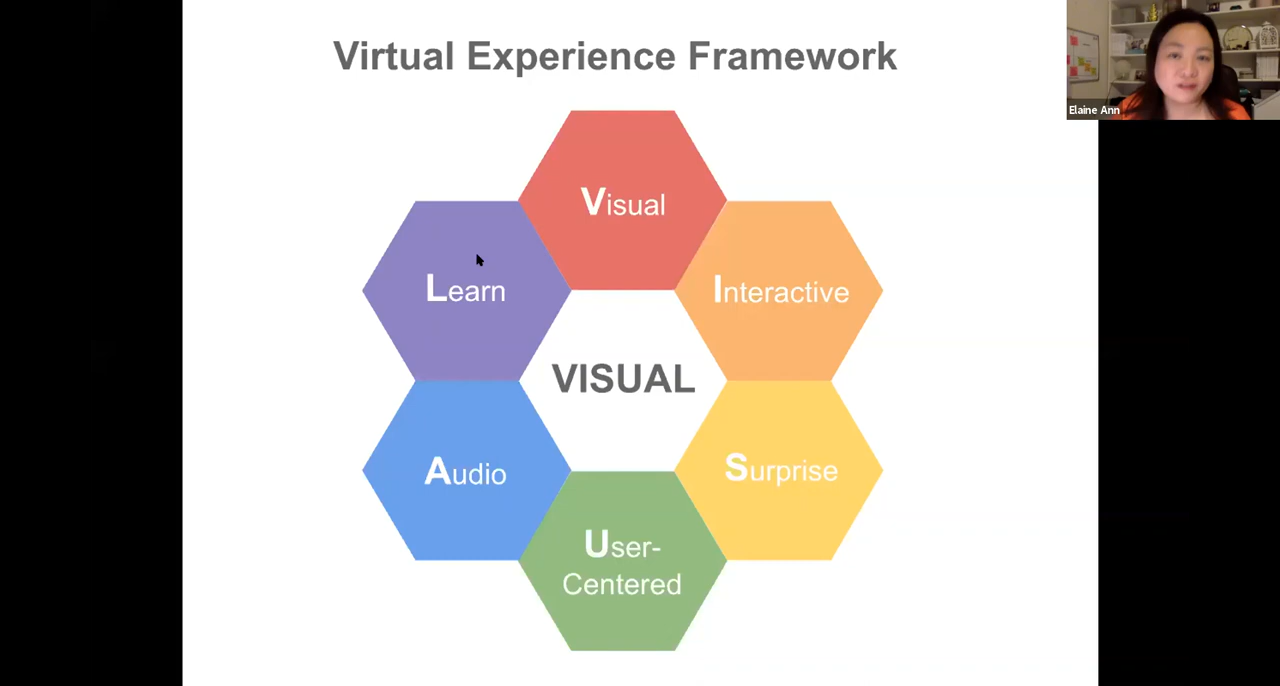 Virtual Experience Framework
Elaine Ann
Visual
Interactive
Surprise
User-
Centered
Audio
Learn
VISUAL